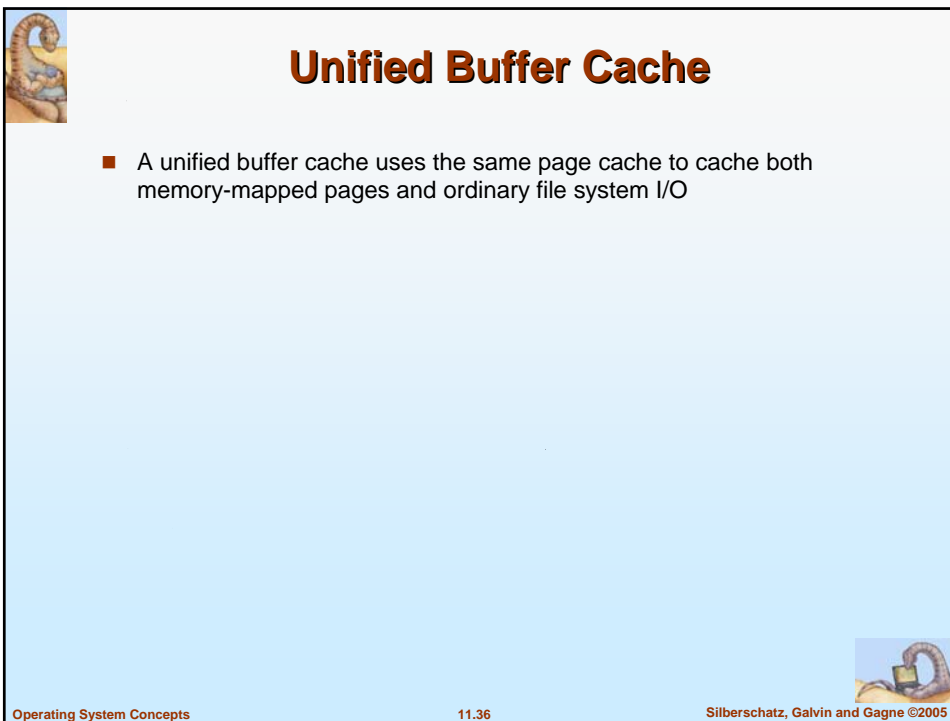 Unified Buffer Cache
A unified buffer cache uses the same page cache to cache both
memory-mapped pages and ordinary file system I/O
Operating System Concepts 11.36 Silberschatz, Galvin and Gagne ©2005